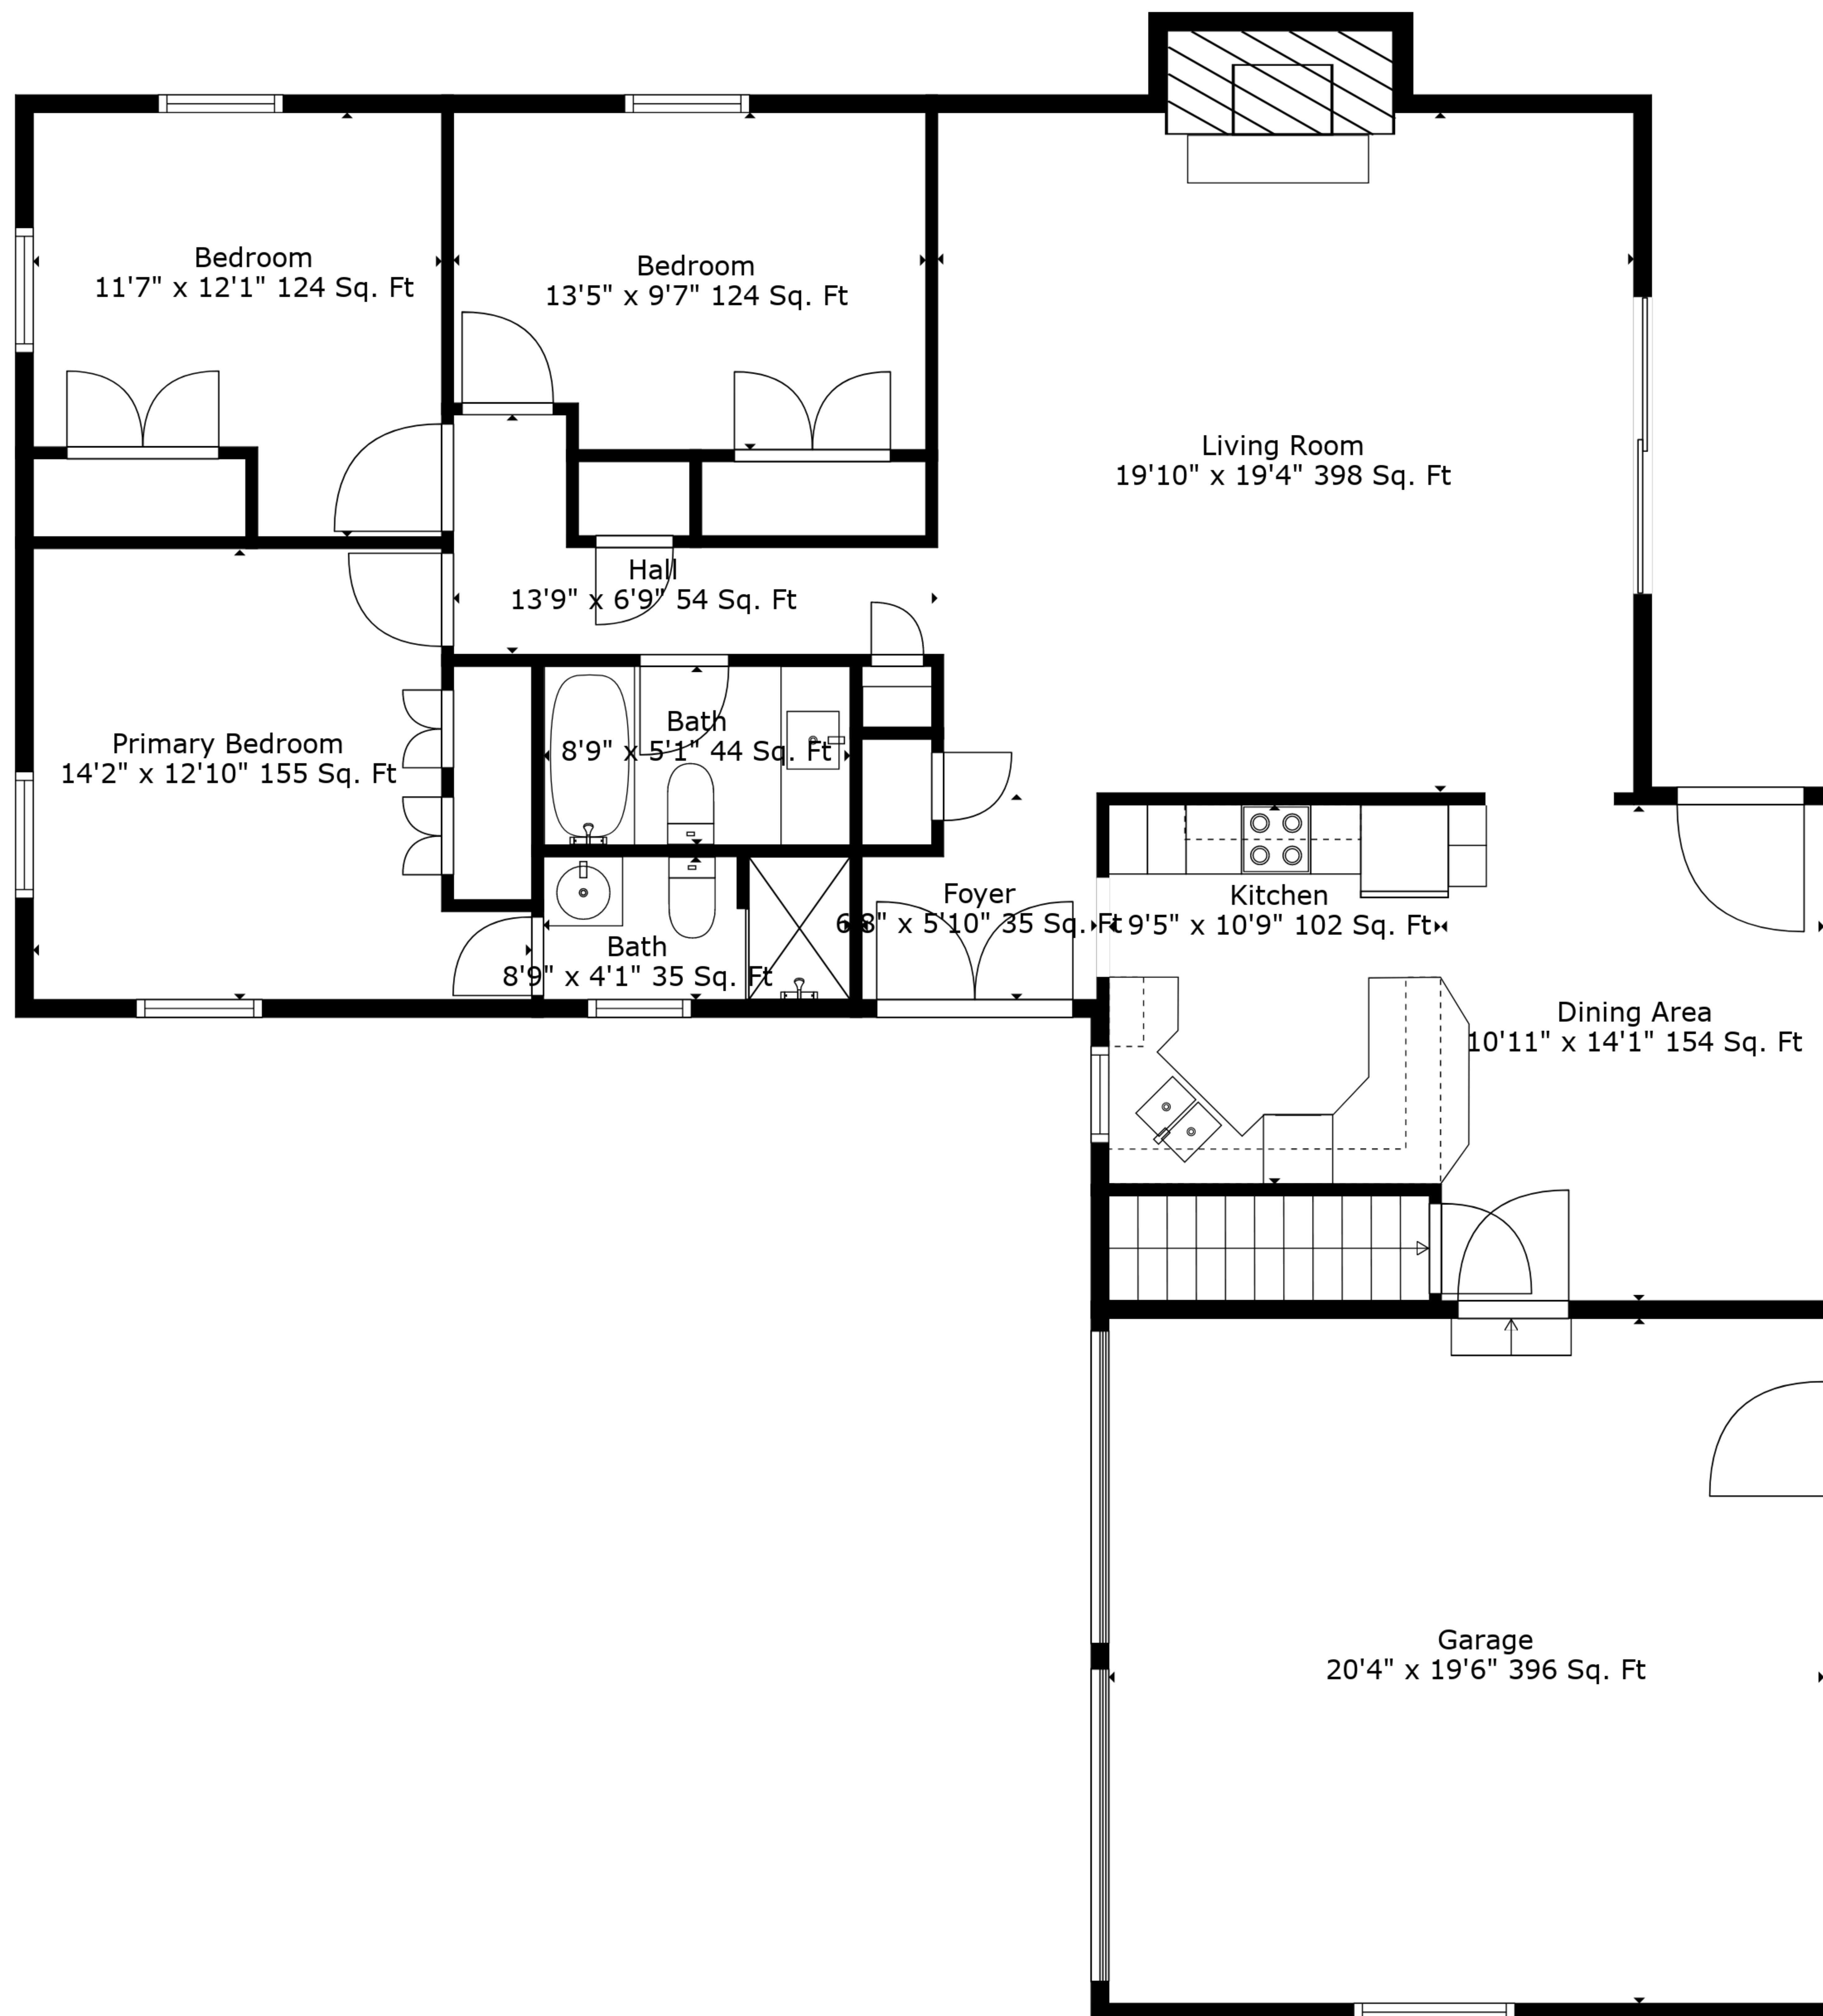 Bedroom
11'7" x 12'1" 124 Sq. Ft
Bedroom
13'5" x 9'7" 124 Sq. Ft
Living Room
19'10" x 19'4" 398 Sq. Ft
Hall
13'9" x 6'9" 54 Sq. Ft
Primary Bedroom
14'2" x 12'10" 155 Sq. Ft
Bath
8'9" x 5'1" 44 Sq. Ft
Foyer
6'8" x 5'10" 35 Sq. Ft
Kitchen
9'5" x 10'9" 102 Sq. Ft
Bath
8'9" x 4'1" 35 Sq. Ft
Dining Area
10'11" x 14'1" 154 Sq. Ft
Garage
20'4" x 19'6" 396 Sq. Ft